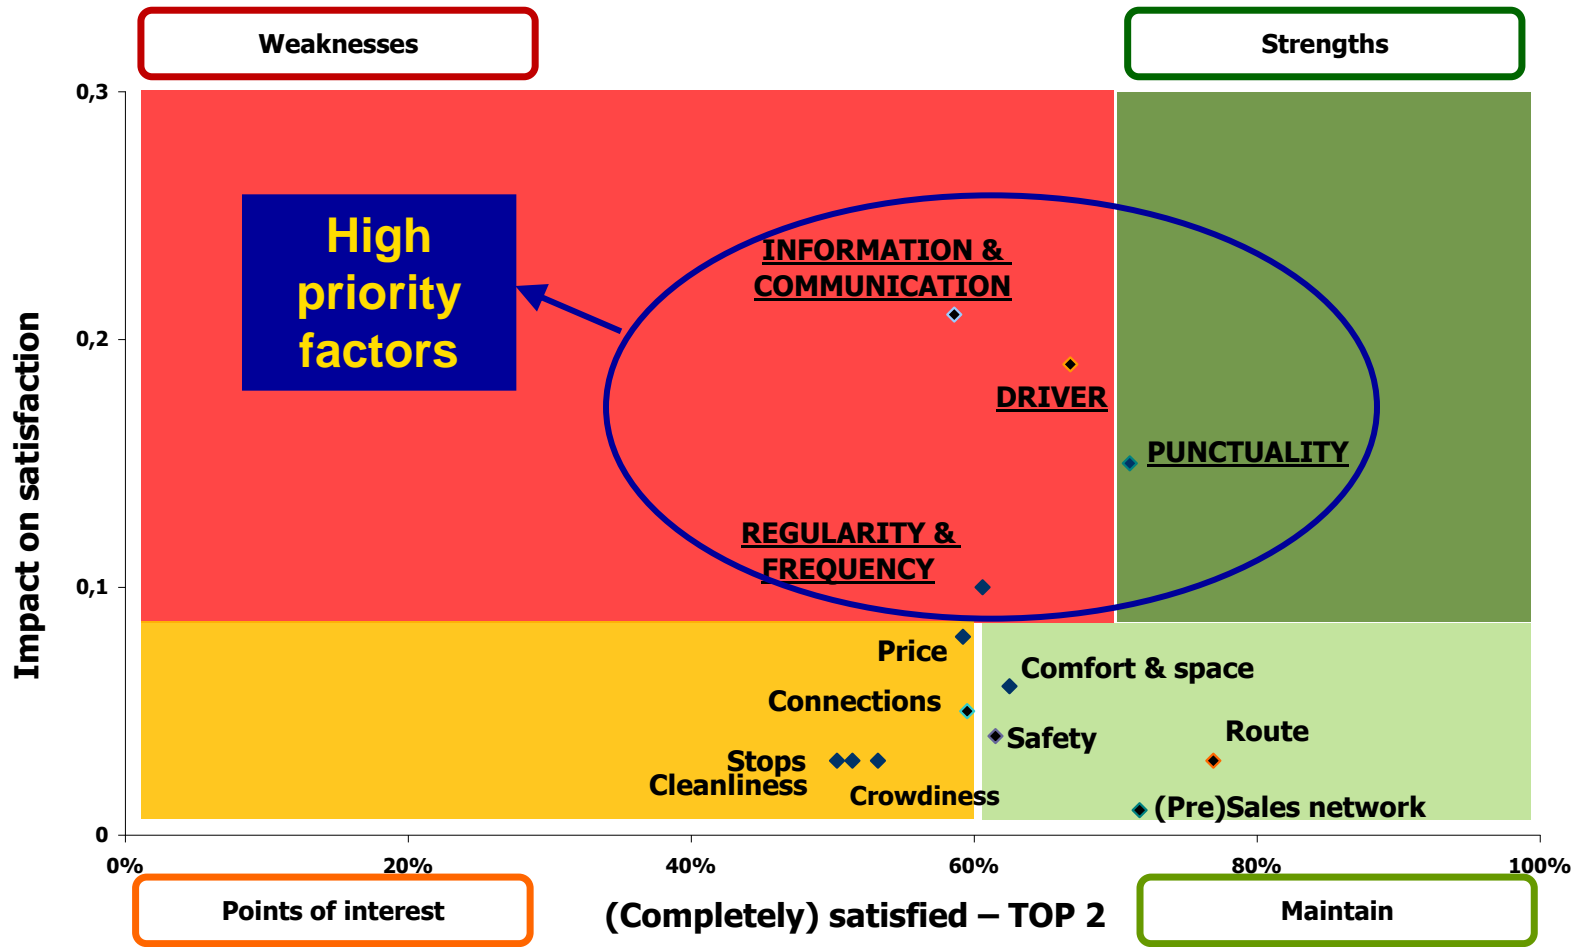 Weaknesses
Strengths
0,3
High
priority
factors
INFORMATION &
COMMUNICATION
0,2
DRIVER
PUNCTUALITY
REGULARITY &
FREQUENCY
0,1
Impact on satisfaction
Price
Comfort & space
Connections
Safety
Route
Stops
Cleanliness
Crowdiness
(Pre)Sales network
0
0%
20%
40%
60%
80%
100%
Points of interest
(Completely) satisfied – TOP 2
Maintain